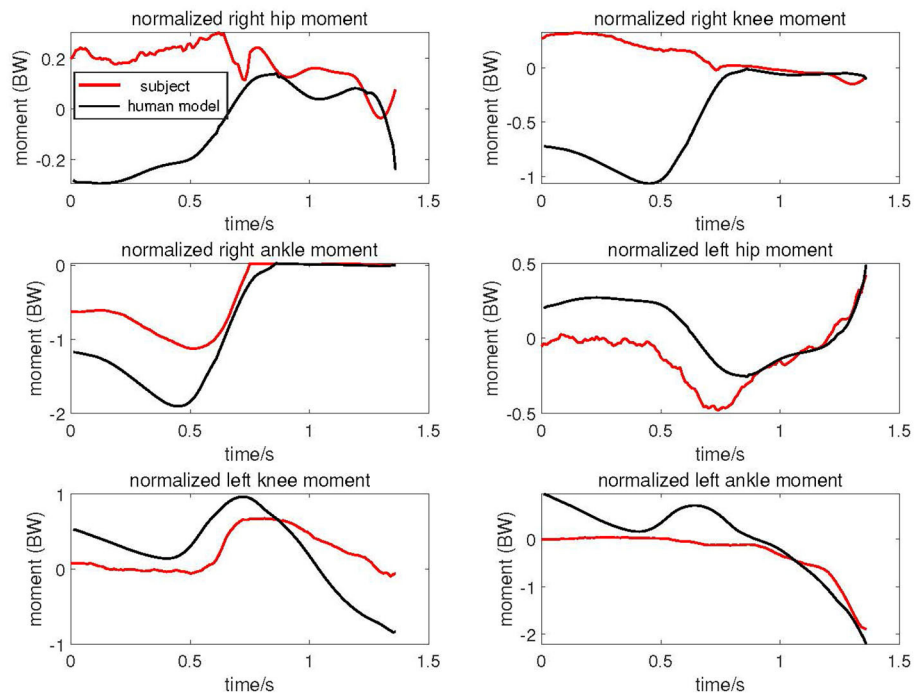 normalized right hip moment
moment (BW)
0.2
0
-0.2
subject
human model
0 0.5 1 1.5
time/s
normalized right knee moment
moment (BW)
0
-0.5
-1
0 0.5 1 1.5
time/s
normalized right ankle moment
moment (BW)
0
-1
-2
0 0.5 1 1.5
time/s
normalized left hip moment
moment (BW)
0.5
0
-0.5
0 0.5 1 1.5
time/s
normalized left knee moment
moment (BW)
1
0
-1
0 0.5 1 1.5
time/s
normalized left ankle moment
moment (BW)
0
-1
-2
0 0.5 1 1.5
time/s